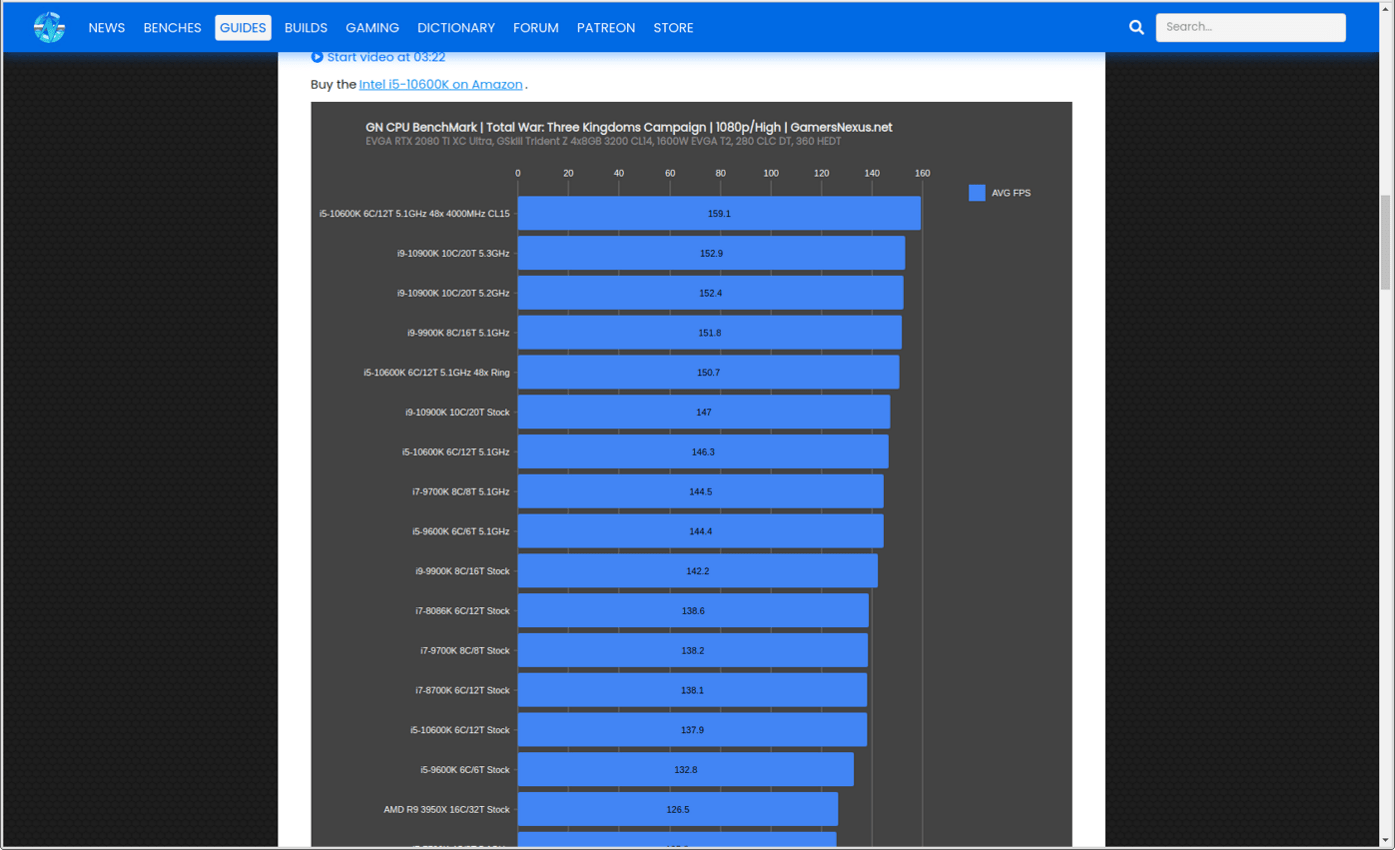 NEWS BENCHES GUIDES BUILDS GAMING DICTIONARY FORUM PATREON STORE Search...
Start video at 03:22
Buy the Intel i5-10600K on Amazon .
GN CPU BenchMark | Total War: Three Kingdoms Campaign | 1080p/High | GamersNexus.net
EVGA RTX 2080 Ti XC Ultra, GSkill Trident Z 4x8GB 3200 CL14, 1600W EVGA T2, 280 CLC DT, 360 HEDT
0 20 40 60 80 100 120 140 160
AVG FPS
i5-10600K 6C/12T 5.1GHz 48x 4000MHz CL15 159.1
i9-10900K 10C/20T 5.3GHz 152.9
i9-10900K 10C/20T 5.2GHz 152.4
i9-9900K 8C/16T 5.1GHz 151.8
i5-10600K 6C/12T 5.1GHz 48x Ring 150.7
i9-10900K 10C/20T Stock 147
i5-10600K 6C/12T 5.1GHz 146.3
i7-9700K 8C/8T 5.1GHz 144.5
i5-9600K 6C/6T 5.1GHz 144.4
i9-9900K 8C/16T Stock 142.2
i7-8086K 6C/12T Stock 138.6
i7-9700K 8C/8T Stock 138.2
i7-8700K 6C/12T Stock 138.1
i5-10600K 6C/12T Stock 137.9
i5-9600K 6C/6T Stock 132.8
AMD R9 3950X 16C/32T Stock 126.5